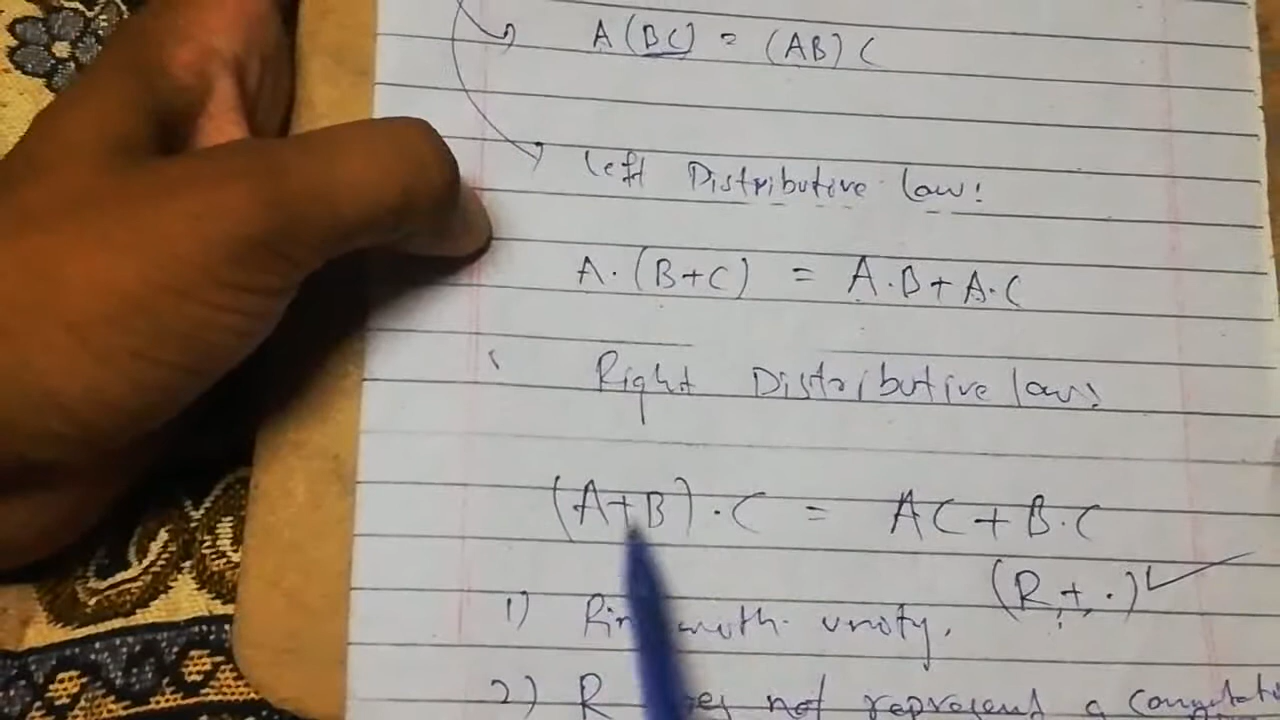 A(BC) = (AB) C
Left Distributive law:
A.(B+C) = A.B + A.C
Right Distributive law:
(A+B).C = AC + B.C
(R,+,.) ✓
1) with unity.
2) R not represent a